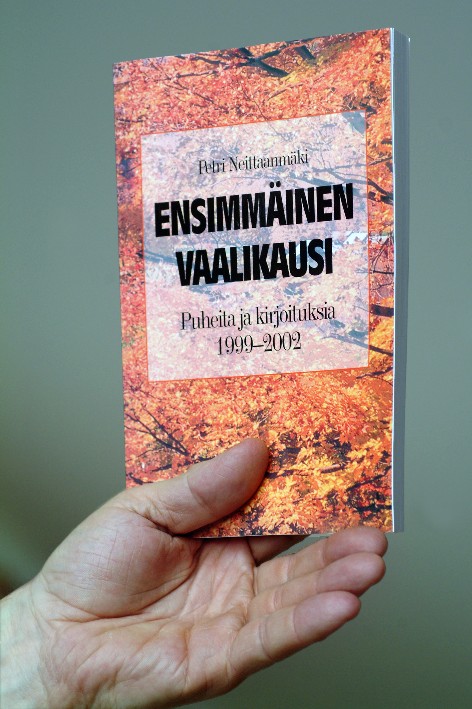 Petri Neittaanmäki
ENSIMMÄINEN
VAALIKAUSI
Puheita ja kirjoituksia
1999–2002